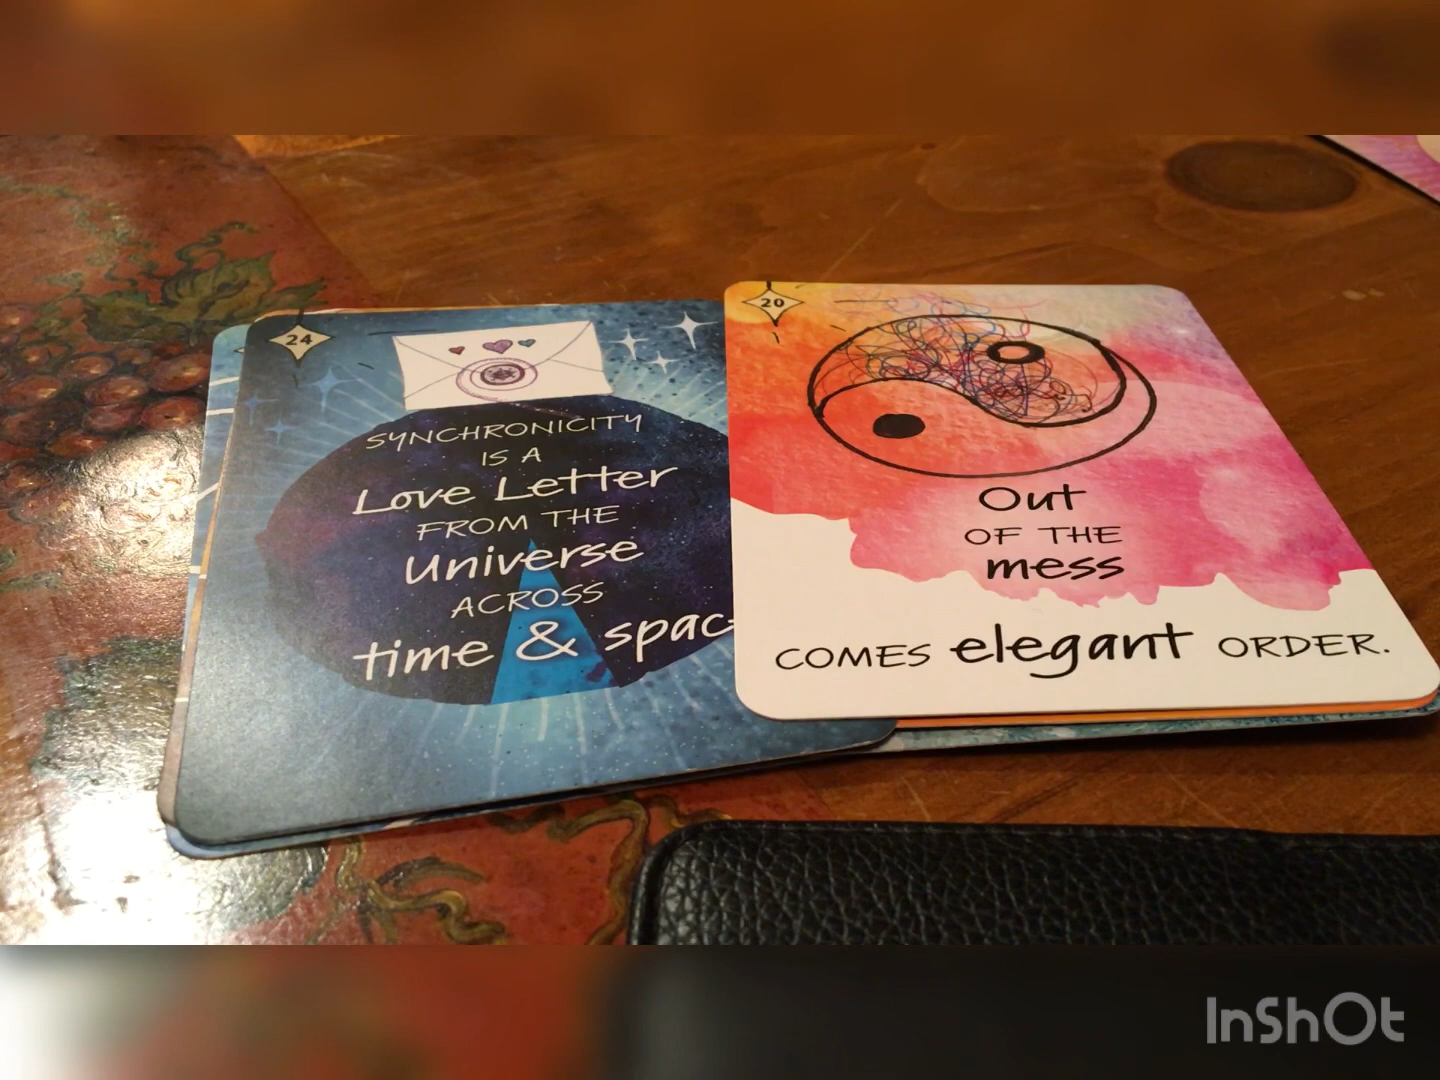 24
SYNCHRONICITY
IS A
Love Letter
FROM THE
Universe
ACROSS
time & spac
20
Out
OF THE
mess
COMES elegant ORDER.
InShOt